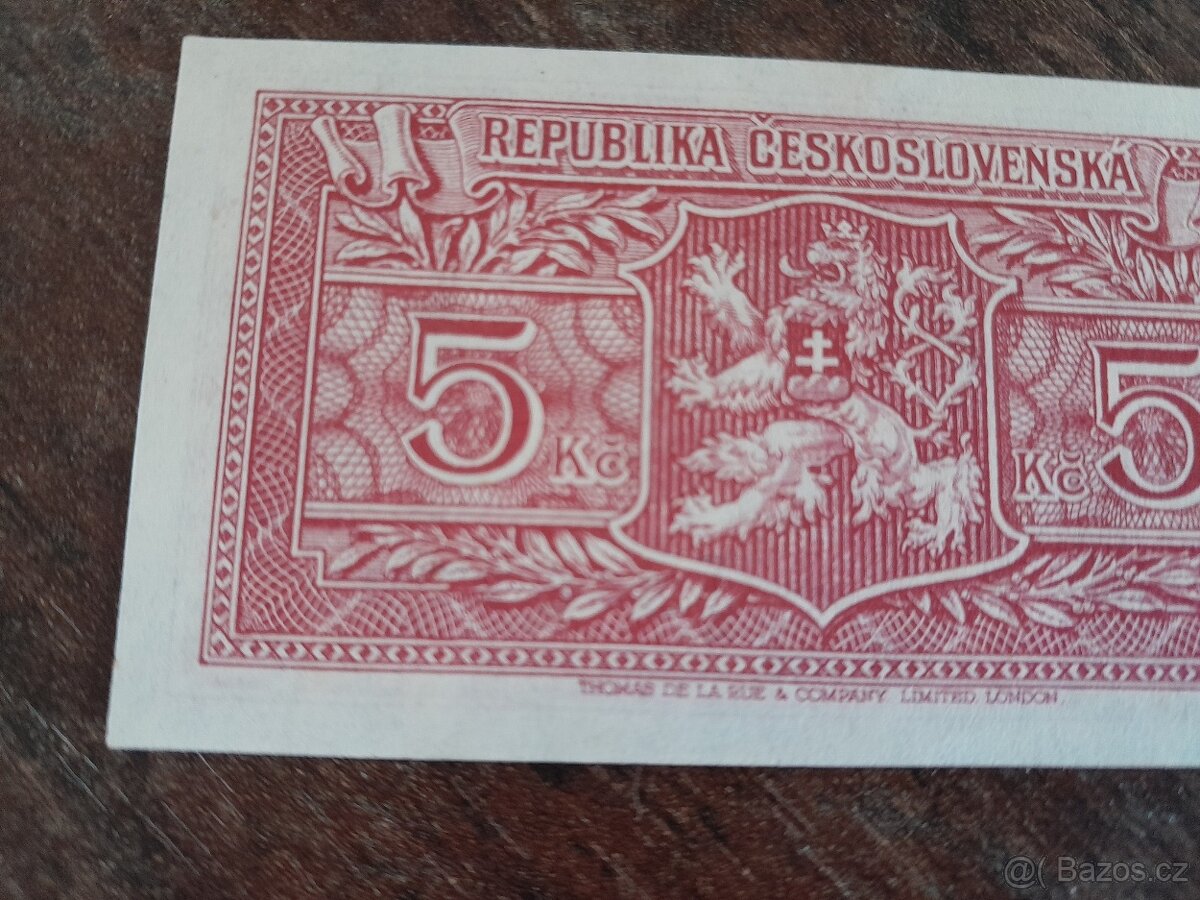 REPUBLIKA ČESKOSLOVENSKÁ
5 Kč
Kč 5
THOMAS DE LA RUE & COMPANY, LIMITED, LONDON.
@( Bazos.cz